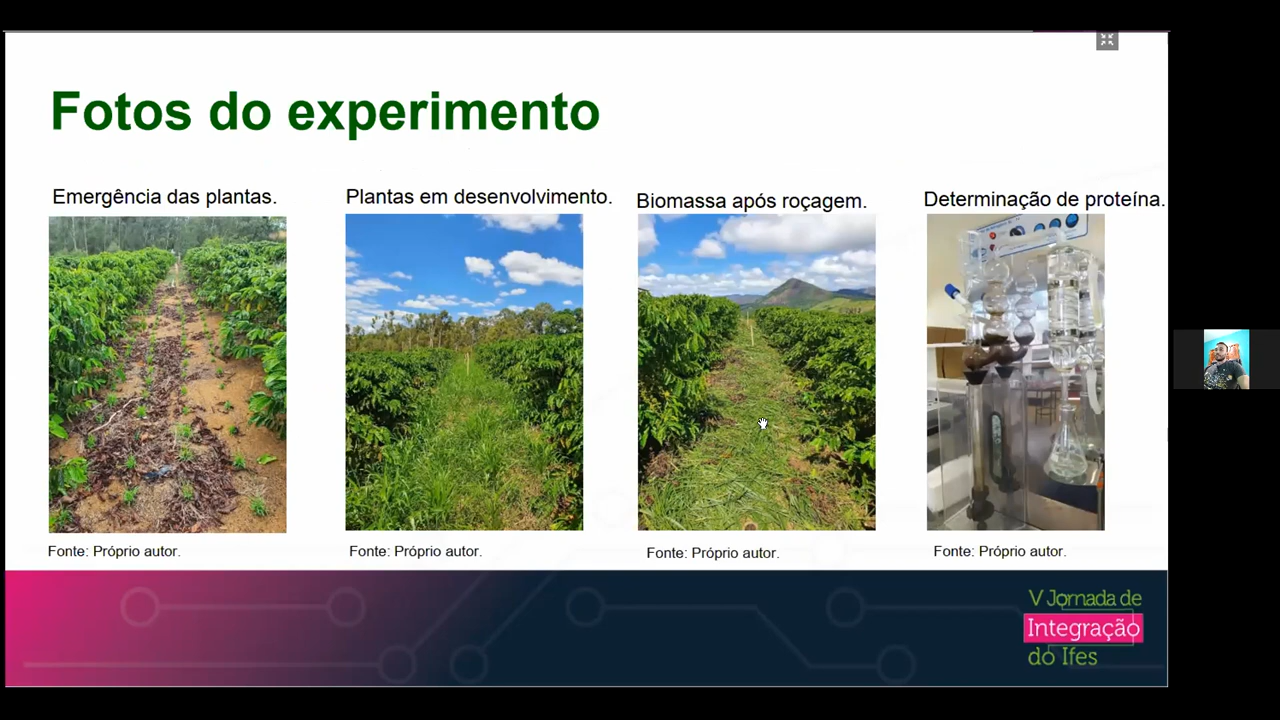 Fotos do experimento
Emergência das plantas.
Plantas em desenvolvimento.
Biomassa após roçagem.
Determinação de proteína.
Fonte: Próprio autor.
Fonte: Próprio autor.
Fonte: Próprio autor.
Fonte: Próprio autor.
V Jornada de
Integração
do Ifes